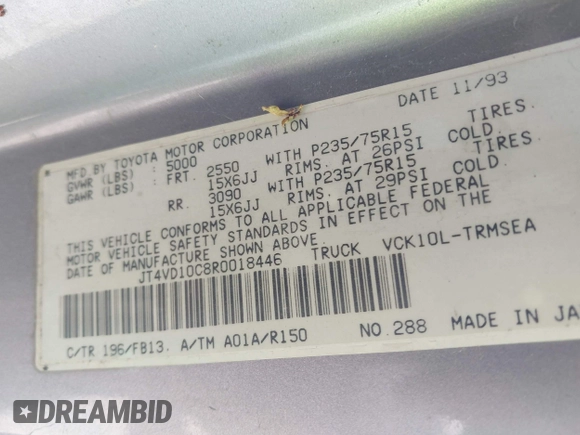 MFD BY TOYOTA MOTOR CORPORATION DATE 11/93
GVWR (LBS) : 5000
GAWR (LBS) : FRT. 2550 WITH P235/75R15 TIRES.
15X6JJ RIMS. AT 26PSI COLD.
RR. 3090 WITH P235/75R15 TIRES.
15X6JJ RIMS. AT 29PSI COLD.
THIS VEHICLE CONFORMS TO ALL APPLICABLE FEDERAL
MOTOR VEHICLE SAFETY STANDARDS IN EFFECT ON THE
DATE OF MANUFACTURE SHOWN ABOVE.
JT4VD10C8R0018446 TRUCK VCK10L-TRMSEA
C/TR 196/FB13. A/TM A01A/R150 NO.288 MADE IN JA
DREAMBID